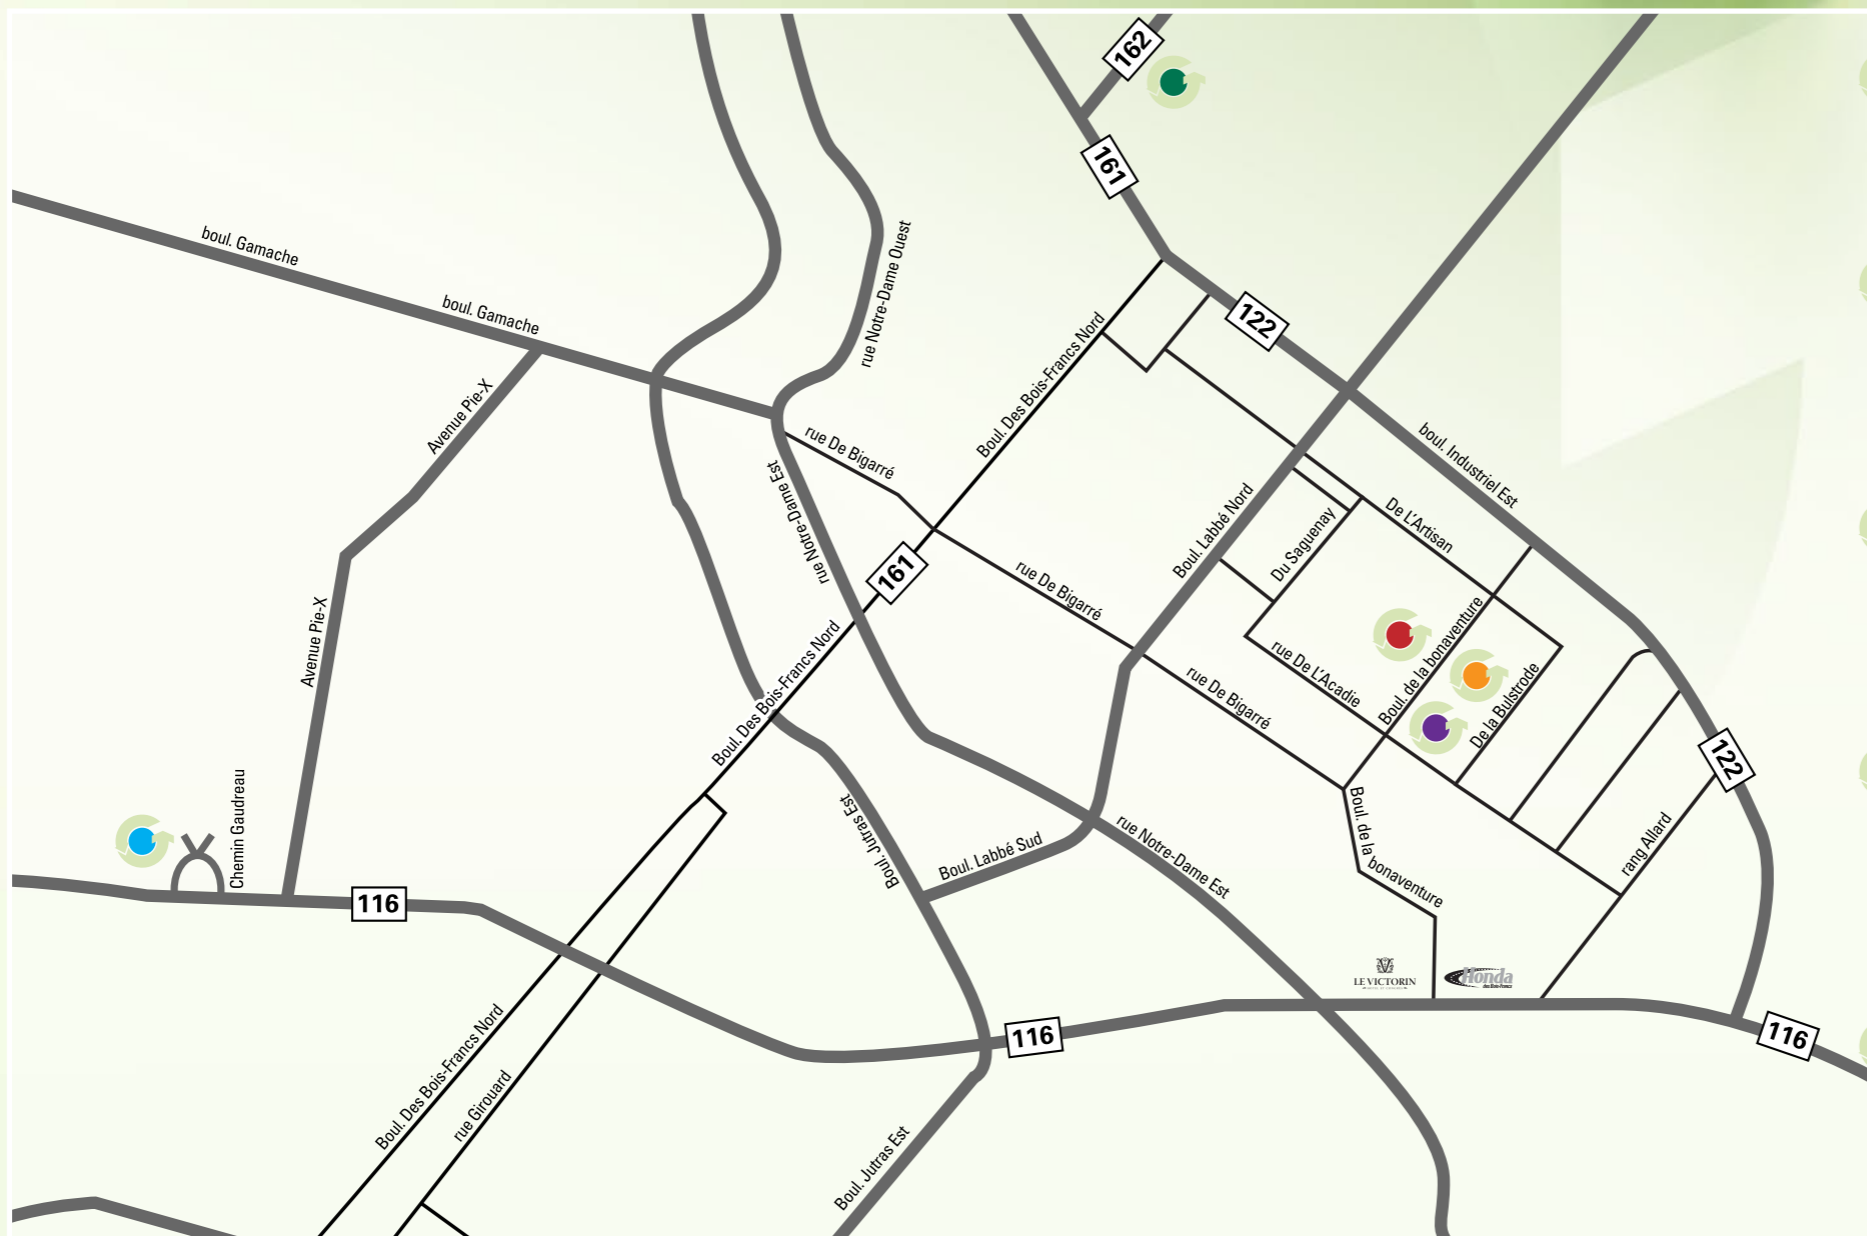 162
161
boul. Gamache
rue Notre-Dame Ouest
boul. Gamache
122
Boul. Des Bois-Francs Nord
Avenue Pie-X
rue De Bigarré
boul. Industriel Est
rue Notre-Dame Est
Boul. Labbé Nord
De L'Artisan
Du Saguenay
161
rue De Bigarré
Avenue Pie-X
Boul. Des Bois-Francs Nord
rue De L'Acadie
Boul. de la bonaventure
rue De Bigarré
De la Bulstrode
122
Chemin Gaudreau
Boul. Jutras Est
Boul. Labbé Sud
rue Notre-Dame Est
Boul. de la
bonaventure
rang Allard
116
LE VICTORIN
Honda
des Bois-Francs
116
116
Boul. Des Bois-Francs Nord
rue Girouard
Boul. Jutras Est